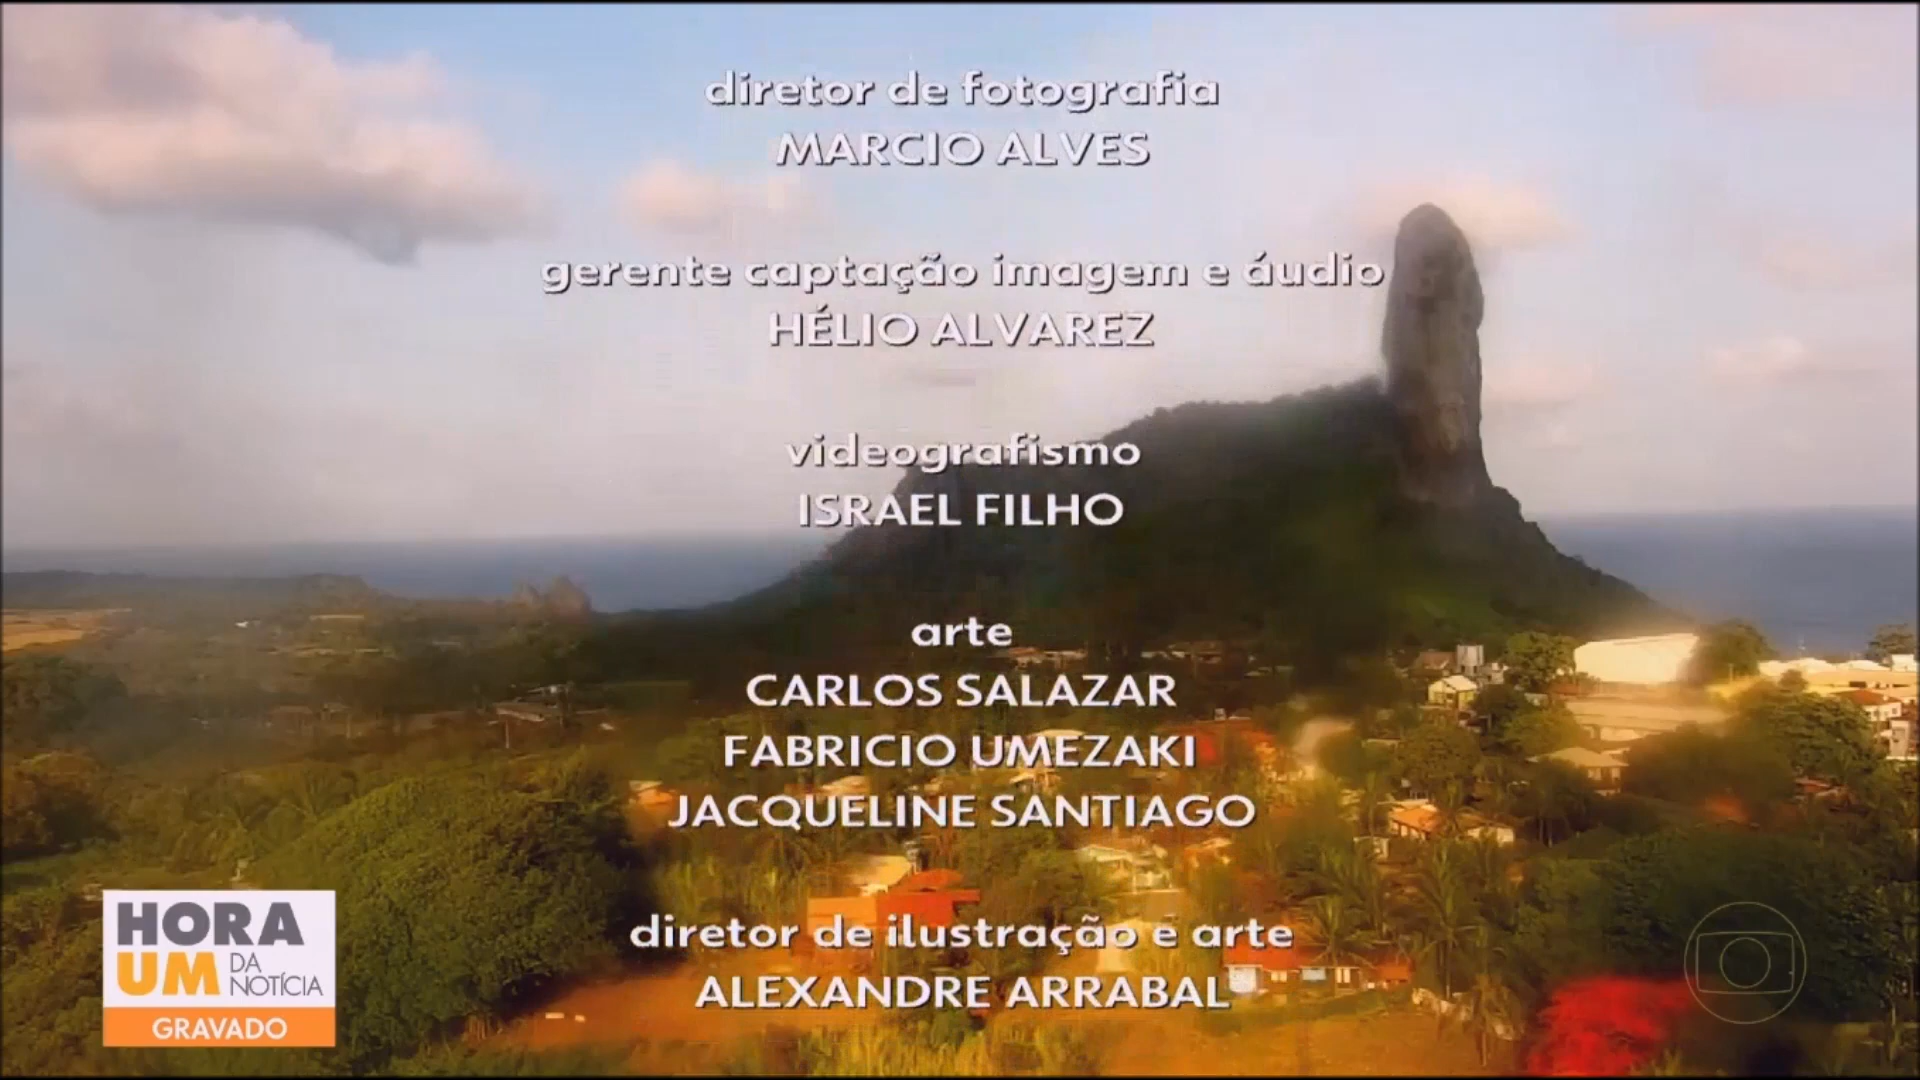 diretor de fotografia
MARCIO ALVES
gerente captação imagem e áudio
HÉLIO ALVAREZ
videografismo
ISRAEL FILHO
arte
CARLOS SALAZAR
FABRICIO UMEZAKI
JACQUELINE SANTIAGO
diretor de ilustração e arte
ALEXANDRE ARRABAL
HORA
UM DA
NOTÍCIA
GRAVADO